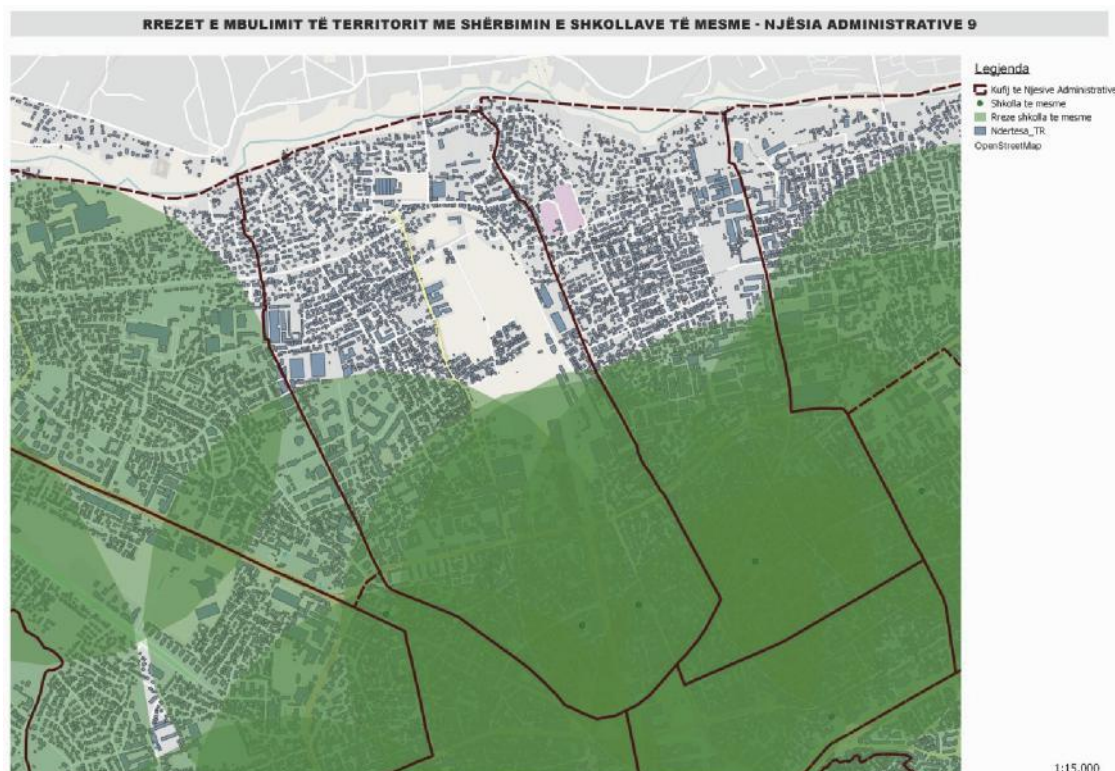 RREZET E MBULIMIT TË TERRITORIT ME SHËRBIMIN E SHKOLLAVE TË MESME - NJËSIA ADMINISTRATIVE 9
Legjenda
Kufij te Njesive Administrative
Shkolla te mesme
Rreze shkolla te mesme
Ndertesa_TR
OpenStreetMap
1:15.000